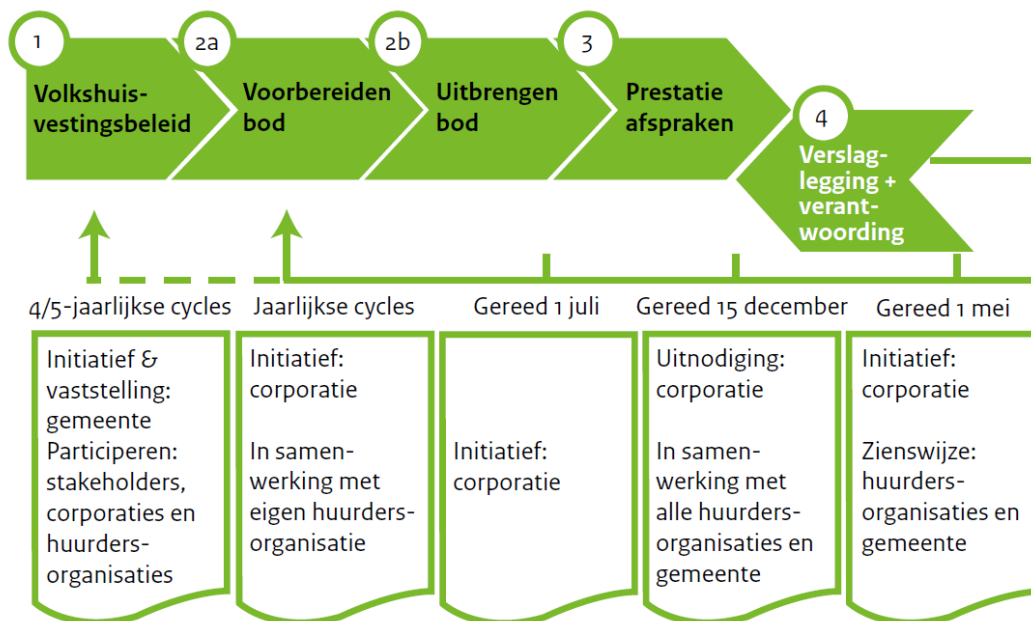 1
Volkshuis-
vestingsbeleid
2a
Voorbereiden
bod
2b
Uitbrengen
bod
3
Prestatie
afspraken
4
Verslag-
legging +
verant-
woording
4/5-jaarlijkse cycles
Initiatief &
vaststelling:
gemeente
Participeren:
stakeholders,
corporaties en
huurders-
organisaties
Jaarlijkse cycles
Initiatief:
corporatie
In samen-
werking met
eigen huurders-
organisatie
Gereed 1 juli
Initiatief:
corporatie
Gereed 15 december
Uitnodiging:
corporatie
In samen-
werking met
alle huurders-
organisaties en
gemeente
Gereed 1 mei
Initiatief:
corporatie
Zienswijze:
huurders-
organisaties en
gemeente